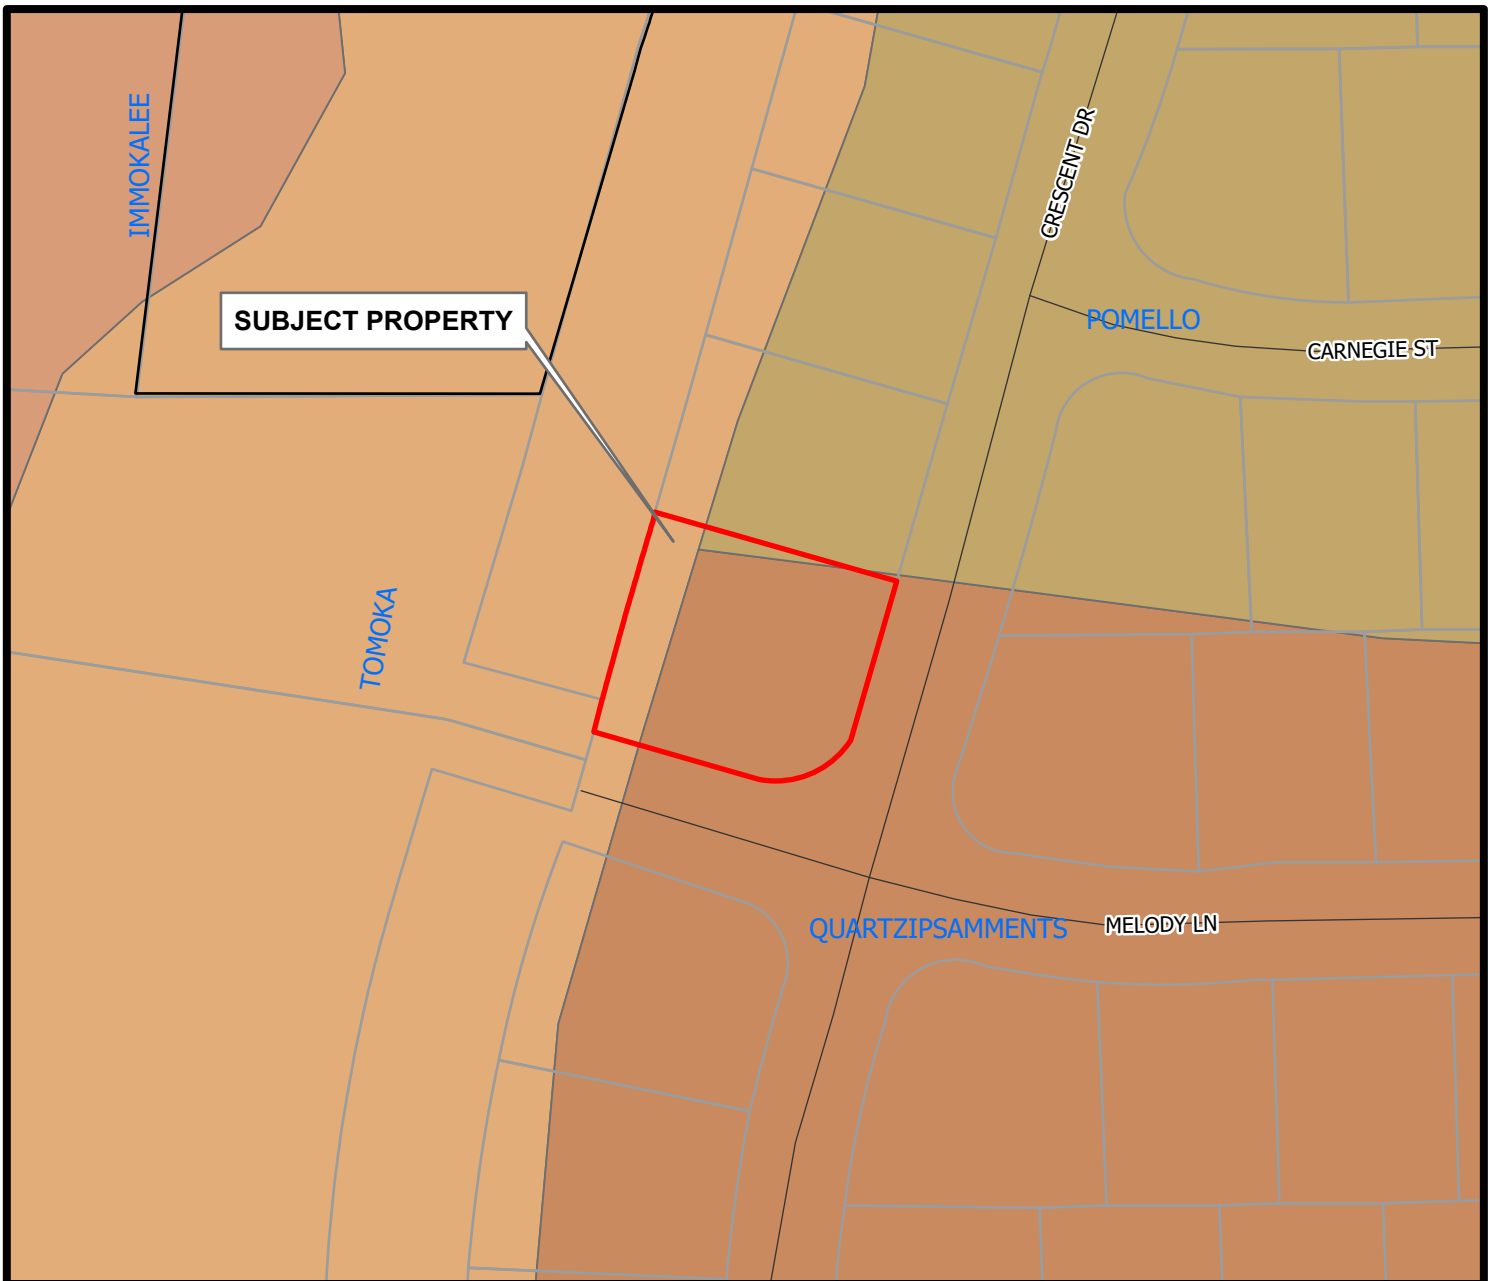 IMMOKALEE
CRESCENT DR
SUBJECT PROPERTY
POMELLO
CARNEGIE ST
TOMOKA
QUARTZIPSAMMENTS
MELODY LN